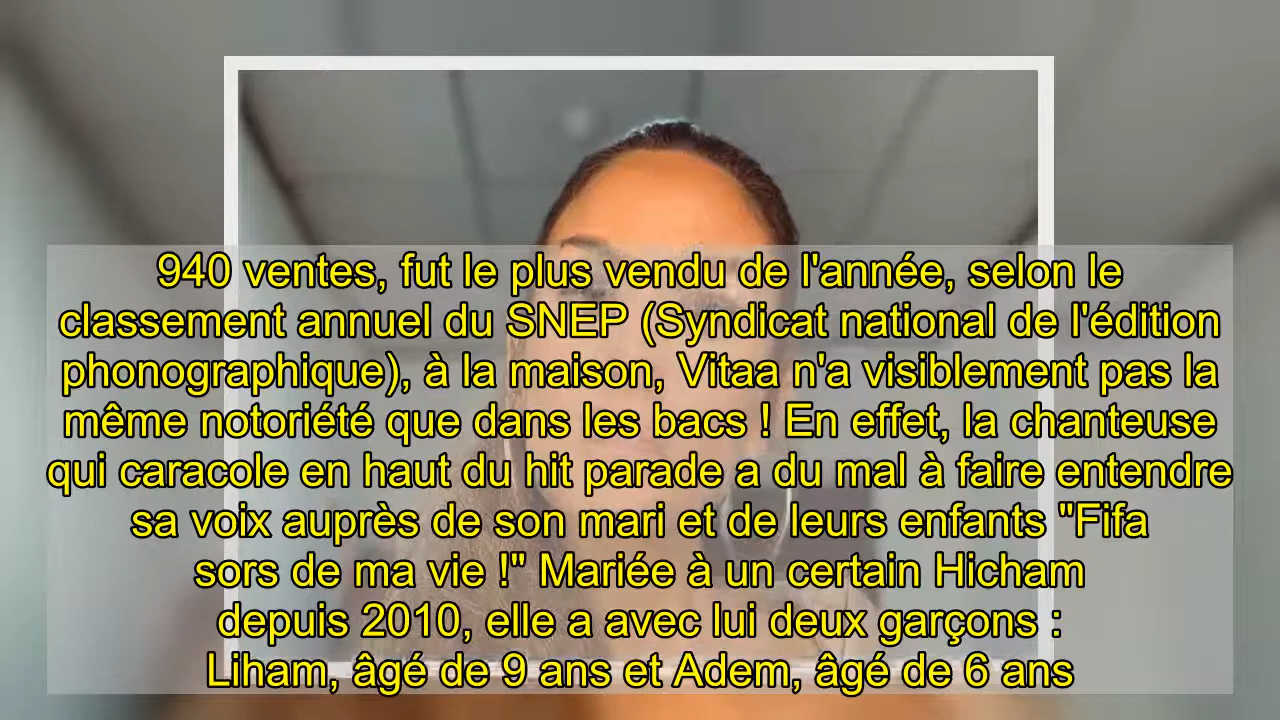 940 ventes, fut le plus vendu de l'année, selon le
classement annuel du SNEP (Syndicat national de l'édition
phonographique), à la maison, Vitaa n'a visiblement pas la
même notoriété que dans les bacs ! En effet, la chanteuse
qui caracole en haut du hit parade a du mal à faire entendre
sa voix auprès de son mari et de leurs enfants "Fifa
sors de ma vie !" Mariée à un certain Hicham
depuis 2010, elle a avec lui deux garçons :
Liham, âgé de 9 ans et Adem, âgé de 6 ans